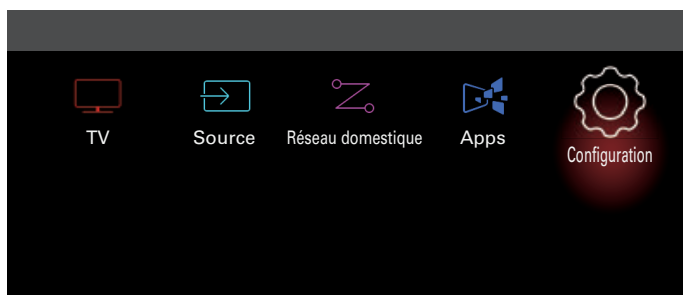 TV
Source
Réseau domestique
Apps
Configuration